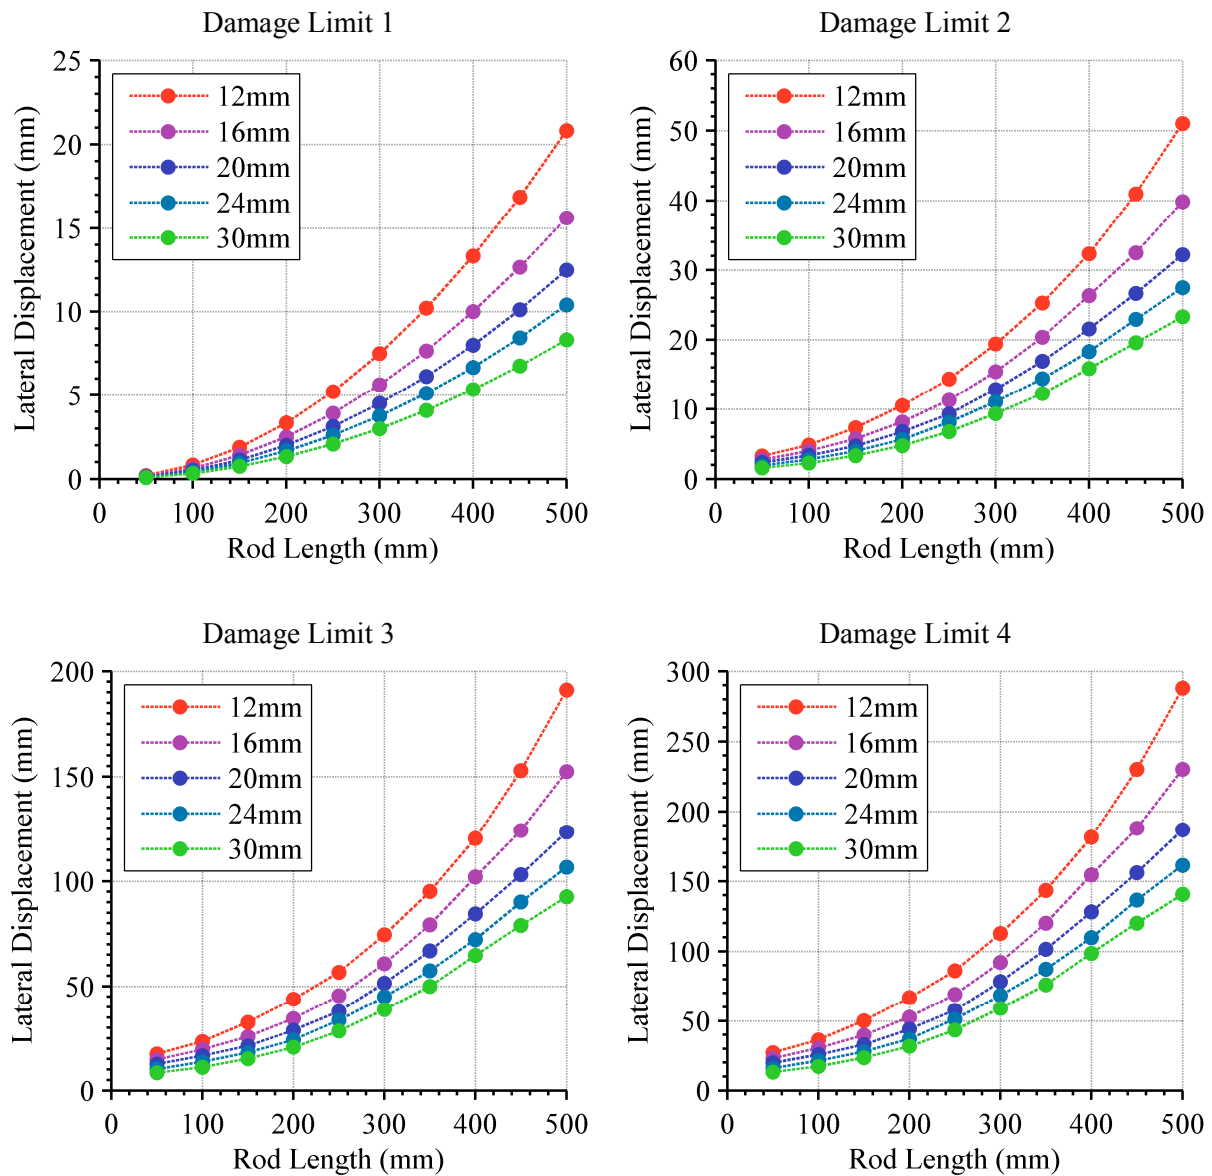 Damage Limit 1
25
20
15
10
5
0
Lateral Displacement (mm)
12mm
16mm
20mm
24mm
30mm
0 100 200 300 400 500
Rod Length (mm)
Damage Limit 2
60
50
40
30
20
10
0
Lateral Displacement (mm)
12mm
16mm
20mm
24mm
30mm
0 100 200 300 400 500
Rod Length (mm)
Damage Limit 3
200
150
100
50
0
Lateral Displacement (mm)
12mm
16mm
20mm
24mm
30mm
0 100 200 300 400 500
Rod Length (mm)
Damage Limit 4
300
250
200
150
100
50
0
Lateral Displacement (mm)
12mm
16mm
20mm
24mm
30mm
0 100 200 300 400 500
Rod Length (mm)